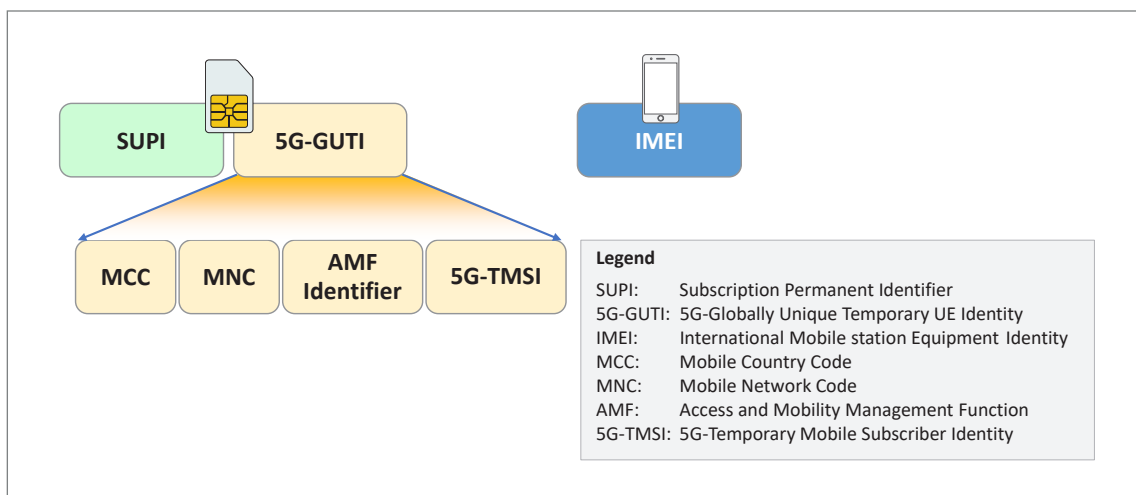 SUPI
5G-GUTI
IMEI
MCC
MNC
AMF
Identifier
5G-TMSI
Legend
SUPI: Subscription Permanent Identifier
5G-GUTI: 5G-Globally Unique Temporary UE Identity
IMEI: International Mobile station Equipment Identity
MCC: Mobile Country Code
MNC: Mobile Network Code
AMF: Access and Mobility Management Function
5G-TMSI: 5G-Temporary Mobile Subscriber Identity